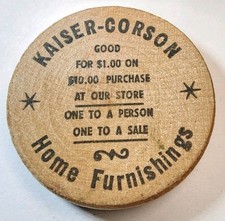 KAISER-CORSON
GOOD
FOR $1.00 ON
$10.00 PURCHASE
AT OUR STORE
ONE TO A PERSON
ONE TO A SALE
Home Furnishings